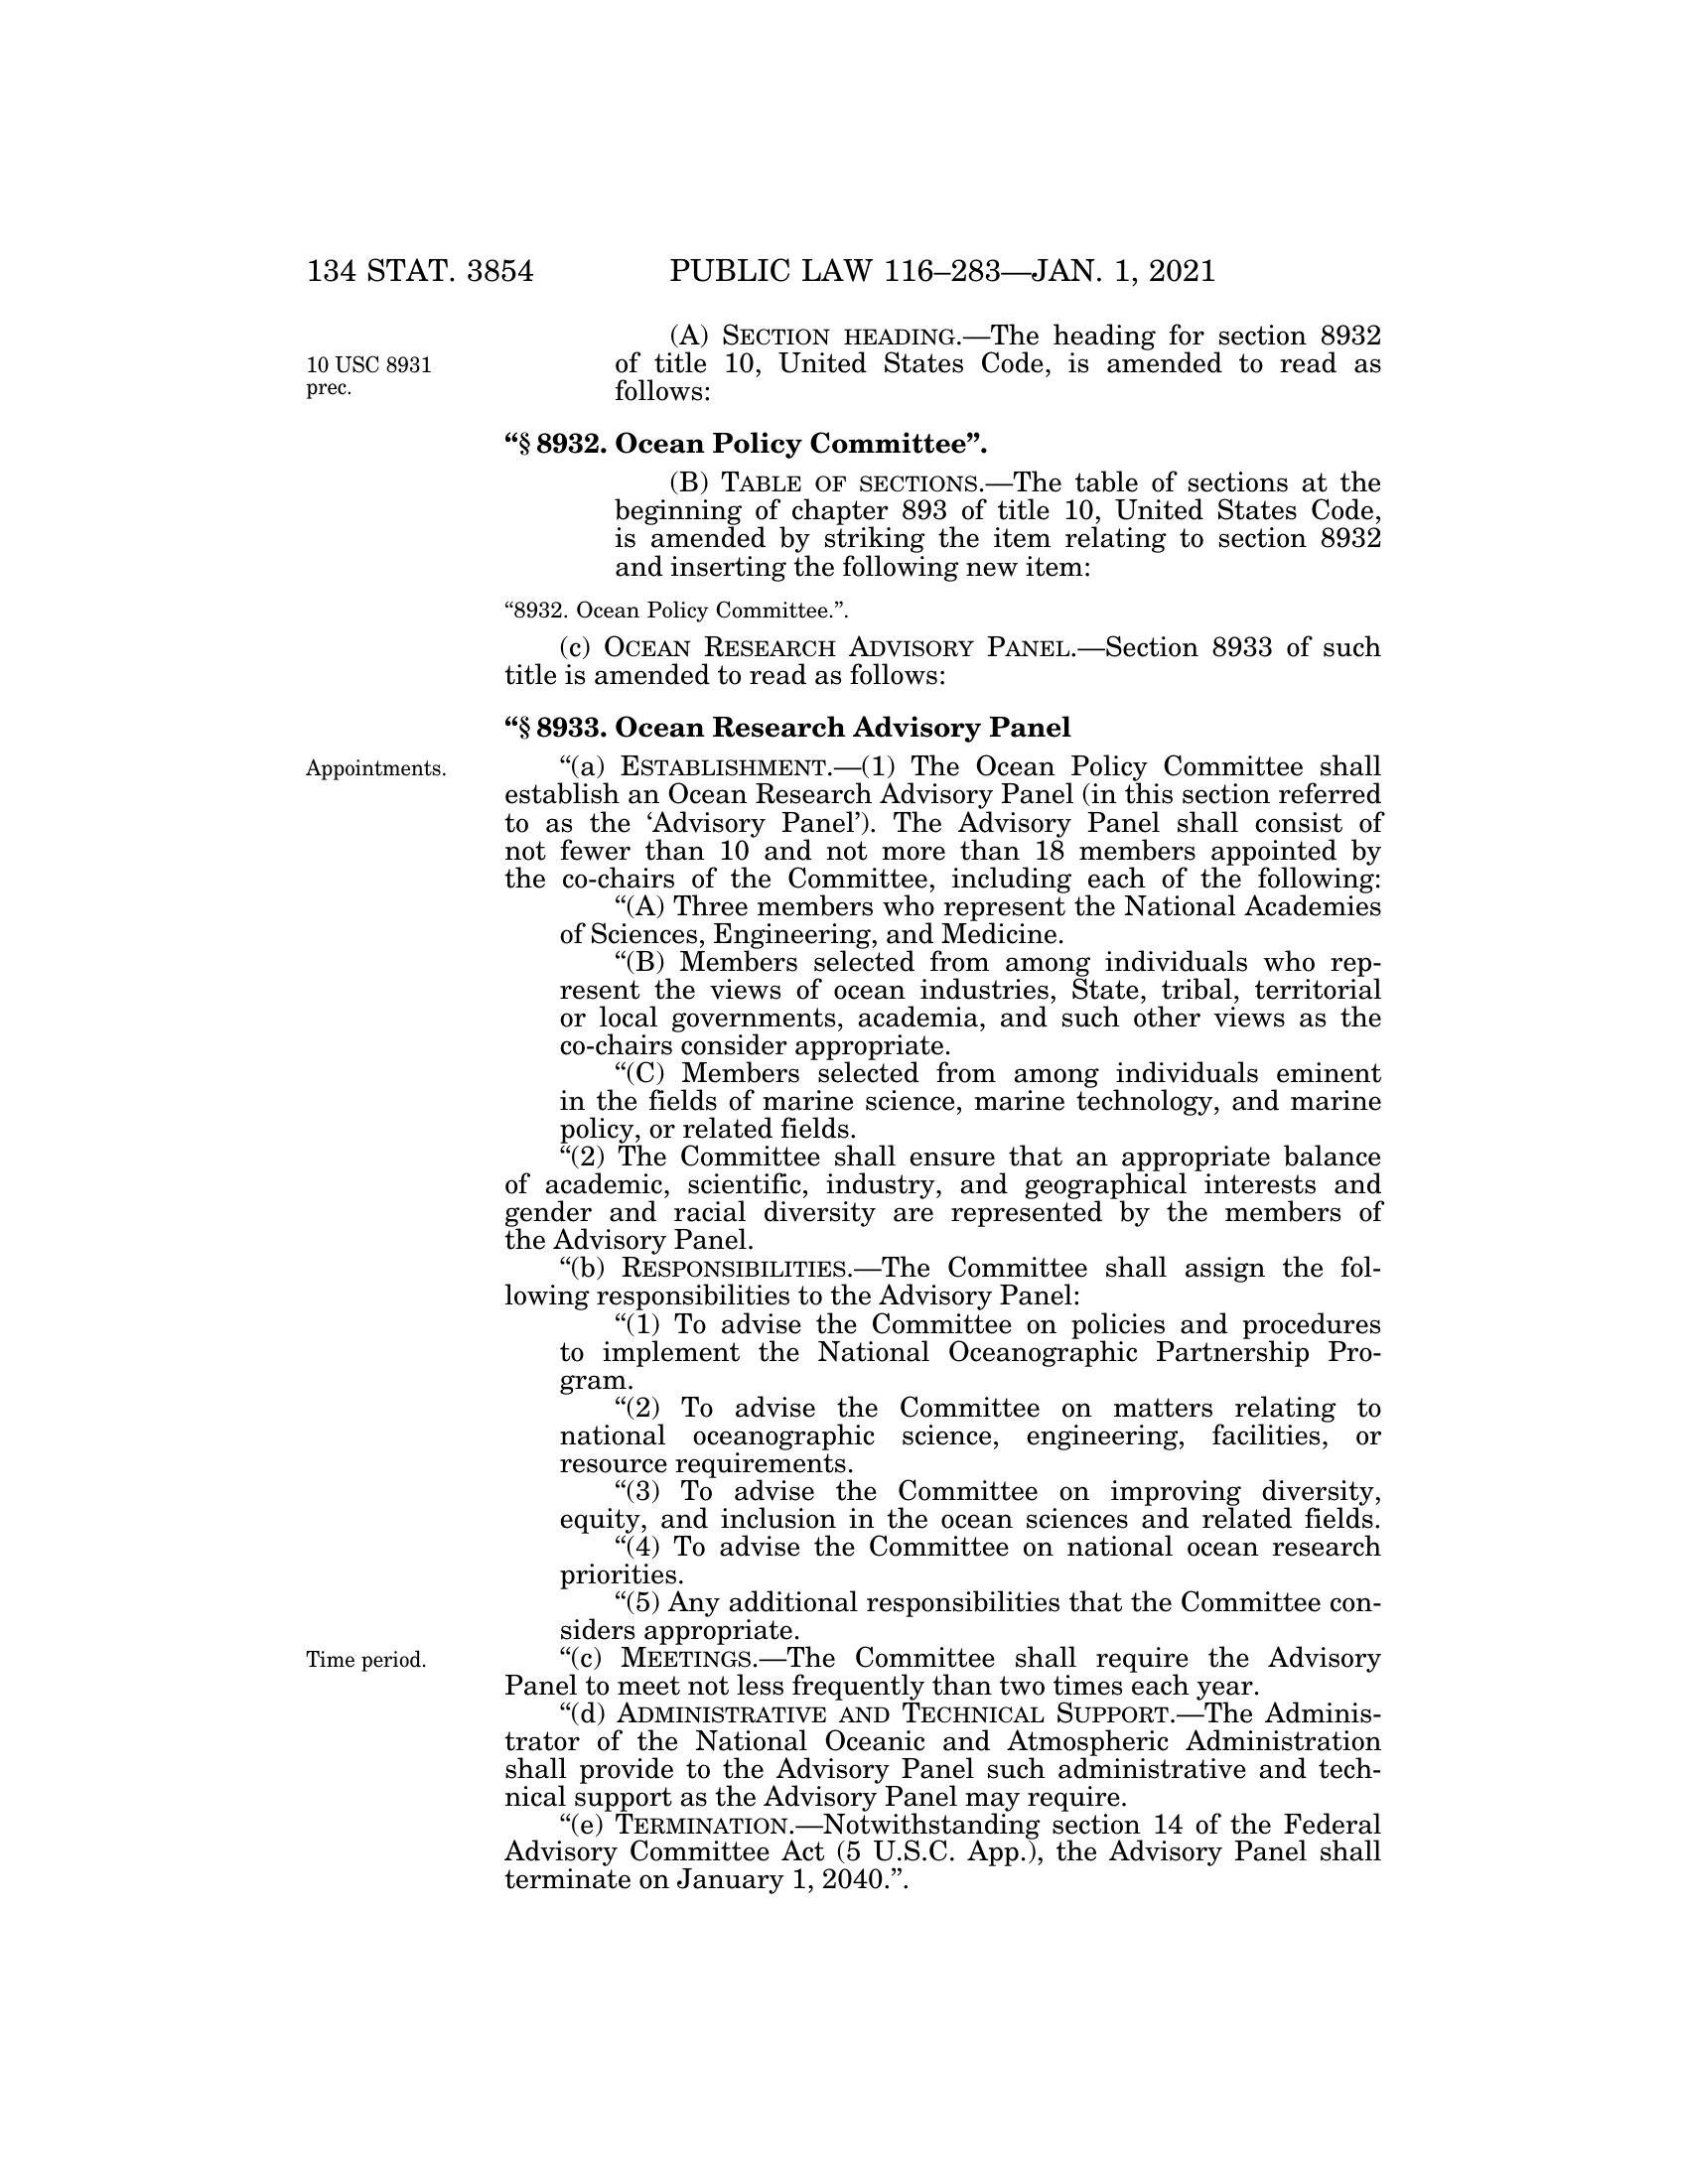 134 STAT. 3854 PUBLIC LAW 116–283—JAN. 1, 2021
(A) SECTION HEADING.—The heading for section 8932
10 USC 8931
prec.
of title 10, United States Code, is amended to read as
follows:
“§ 8932. Ocean Policy Committee”.
(B) TABLE OF SECTIONS.—The table of sections at the
beginning of chapter 893 of title 10, United States Code,
is amended by striking the item relating to section 8932
and inserting the following new item:
“8932. Ocean Policy Committee.”.
(c) OCEAN RESEARCH ADVISORY PANEL.—Section 8933 of such
title is amended to read as follows:
“§ 8933. Ocean Research Advisory Panel
Appointments.
“(a) ESTABLISHMENT.—(1) The Ocean Policy Committee shall
establish an Ocean Research Advisory Panel (in this section referred
to as the ‘Advisory Panel’). The Advisory Panel shall consist of
not fewer than 10 and not more than 18 members appointed by
the co-chairs of the Committee, including each of the following:
“(A) Three members who represent the National Academies
of Sciences, Engineering, and Medicine.
“(B) Members selected from among individuals who rep-
resent the views of ocean industries, State, tribal, territorial
or local governments, academia, and such other views as the
co-chairs consider appropriate.
“(C) Members selected from among individuals eminent
in the fields of marine science, marine technology, and marine
policy, or related fields.
“(2) The Committee shall ensure that an appropriate balance
of academic, scientific, industry, and geographical interests and
gender and racial diversity are represented by the members of
the Advisory Panel.
“(b) RESPONSIBILITIES.—The Committee shall assign the fol-
lowing responsibilities to the Advisory Panel:
“(1) To advise the Committee on policies and procedures
to implement the National Oceanographic Partnership Pro-
gram.
“(2) To advise the Committee on matters relating to
national oceanographic science, engineering, facilities, or
resource requirements.
“(3) To advise the Committee on improving diversity,
equity, and inclusion in the ocean sciences and related fields.
“(4) To advise the Committee on national ocean research
priorities.
“(5) Any additional responsibilities that the Committee con-
siders appropriate.
Time period.
“(c) MEETINGS.—The Committee shall require the Advisory
Panel to meet not less frequently than two times each year.
“(d) ADMINISTRATIVE AND TECHNICAL SUPPORT.—The Adminis-
trator of the National Oceanic and Atmospheric Administration
shall provide to the Advisory Panel such administrative and tech-
nical support as the Advisory Panel may require.
“(e) TERMINATION.—Notwithstanding section 14 of the Federal
Advisory Committee Act (5 U.S.C. App.), the Advisory Panel shall
terminate on January 1, 2040.”.